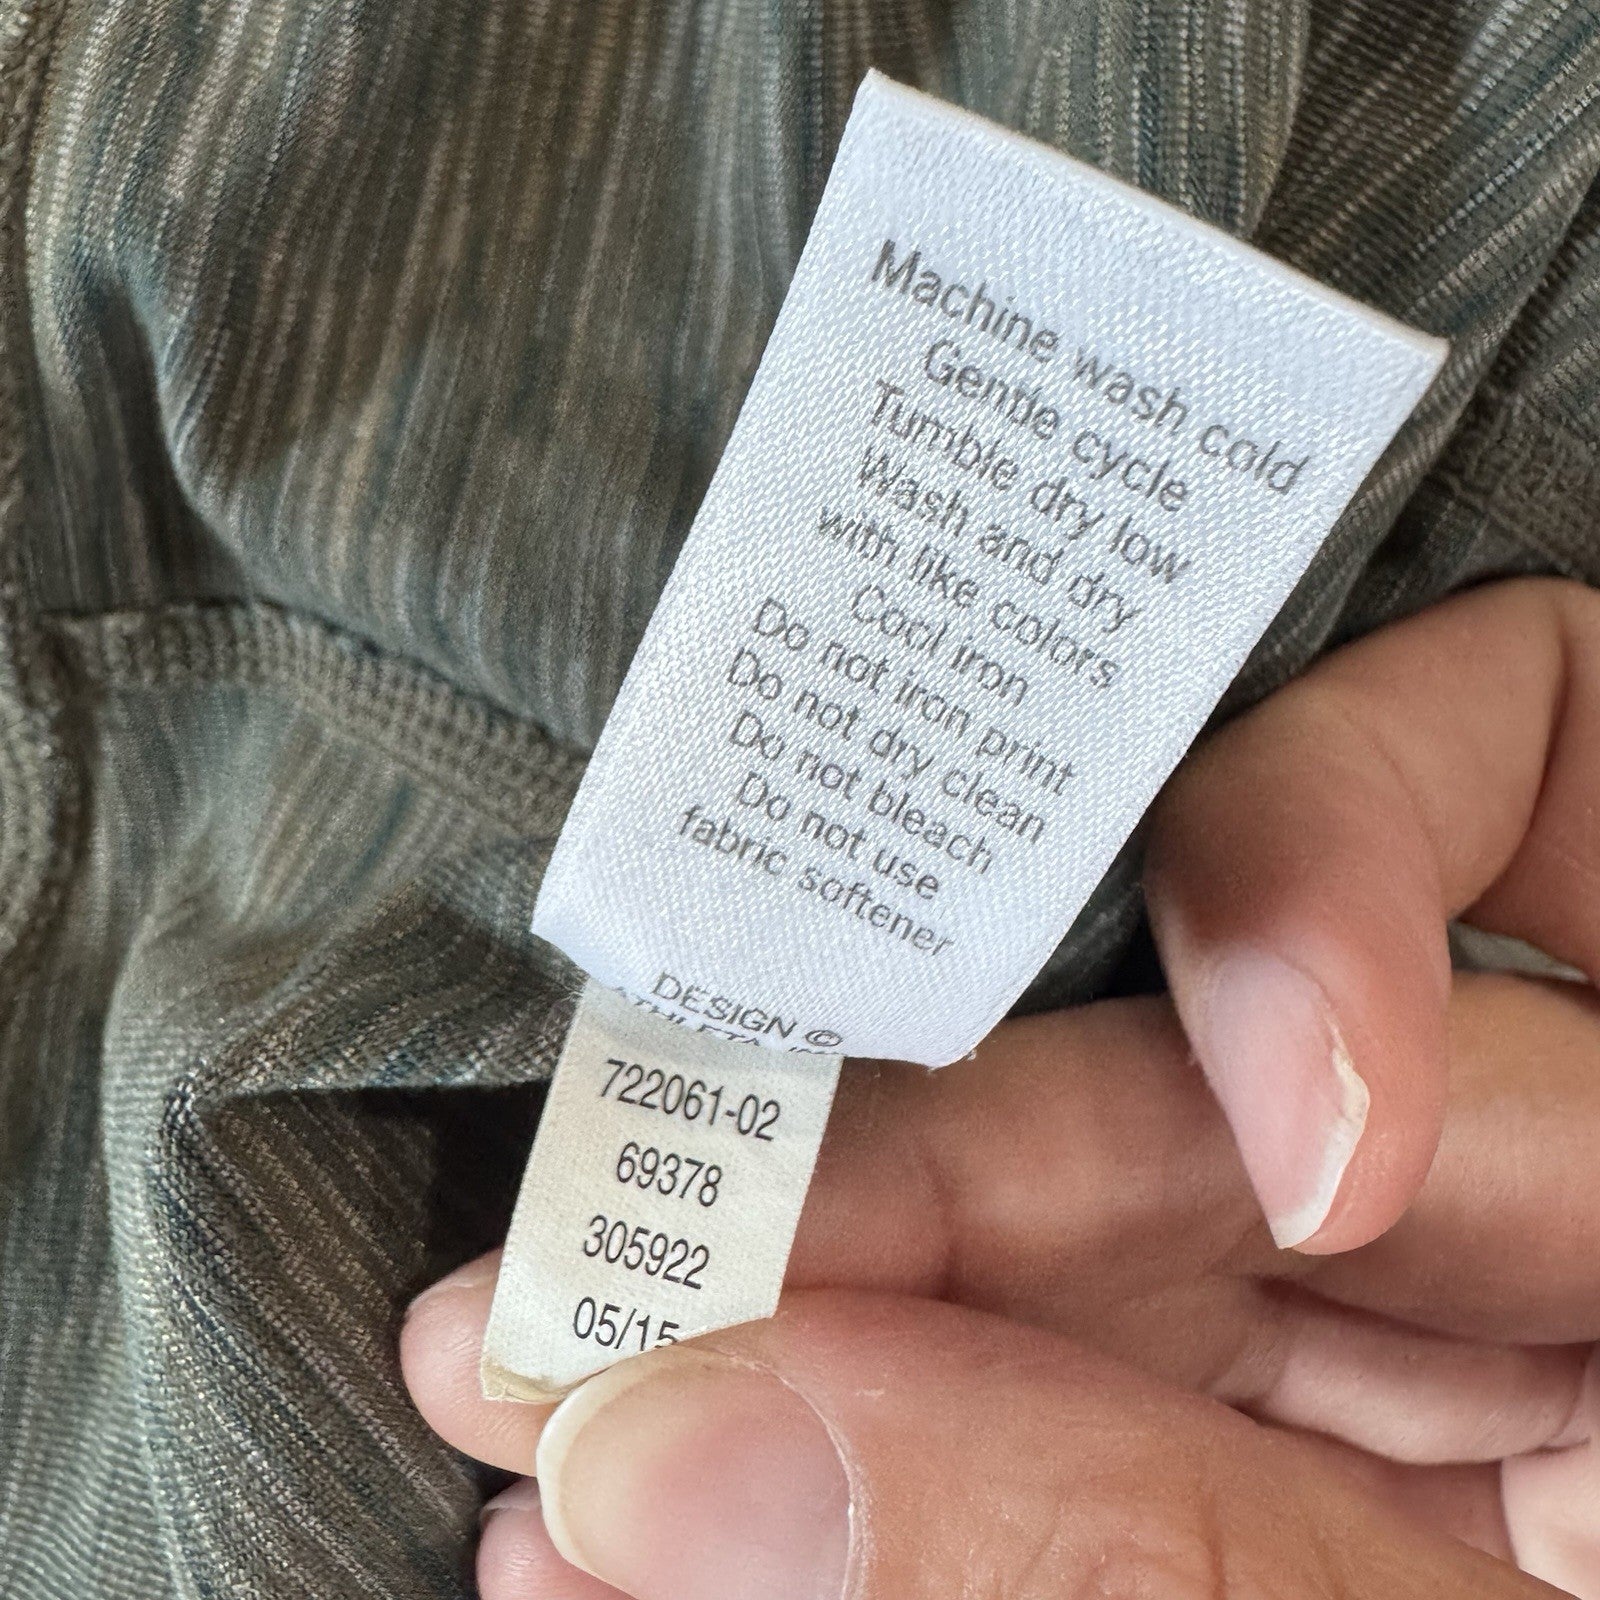 Machine wash cold
Gentle cycle
Tumble dry low
Wash and dry
with like colors
Cool iron
Do not iron print
Do not dry clean
Do not bleach
Do not use
fabric softener
DESIGN ©
ATHLETA
722061-02
69378
305922
05/15